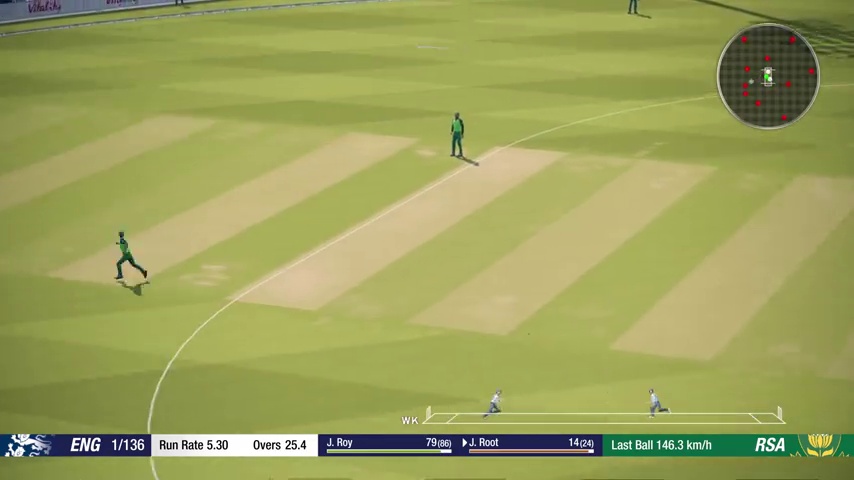 Vitality
WK
ENG 1/136 Run Rate 5.30 Overs 25.4 J. Roy 79(86) J. Root 14(24) Last Ball 146.3 km/h RSA